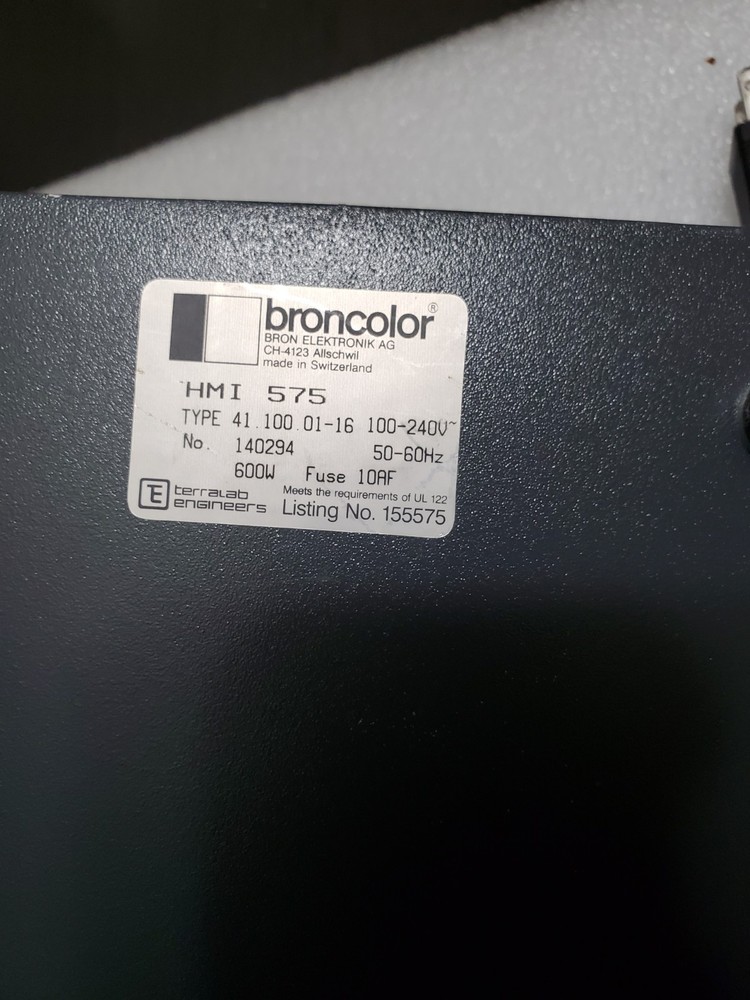 broncolor®
BRON ELEKTRONIK AG
CH-4123 Allschwil
made in Switzerland
HMI 575
TYPE 41.100.01-16 100-240V~
No. 140294 50-60Hz
600W Fuse 10AF
TE terralab engineers
Meets the requirements of UL 122
Listing No. 155575